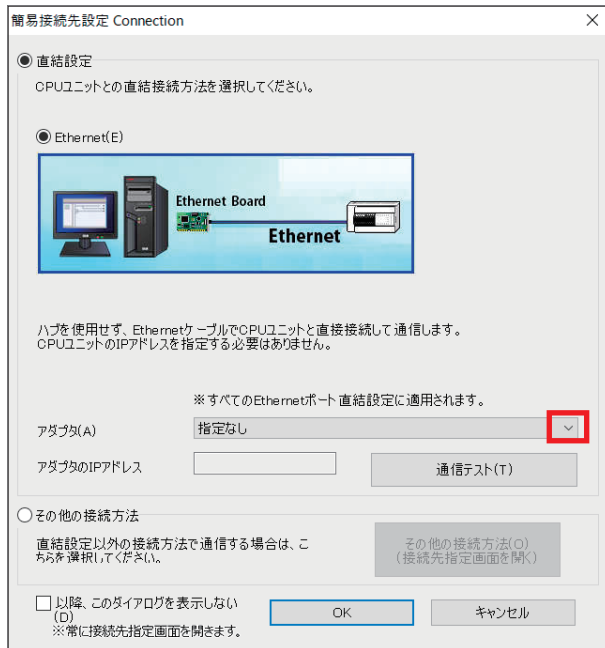 簡易接続先設定 Connection
直結設定
CPUユニットとの直結接続方法を選択してください。
Ethernet(E)
Ethernet Board
Ethernet
ハブを使用せず、EthernetケーブルでCPUユニットと直接接続して通信します。
CPUユニットのIPアドレスを指定する必要はありません。
※すべてのEthernetポート直結設定に適用されます。
アダプタ(A)
指定なし
アダプタのIPアドレス
通信テスト(T)
その他の接続方法
直結設定以外の接続方法で通信する場合は、こ
ちらを選択してください。
その他の接続方法(O)
(接続先指定画面を開く)
以降、このダイアログを表示しない
(D)
※常に接続先指定画面を開きます。
OK
キャンセル